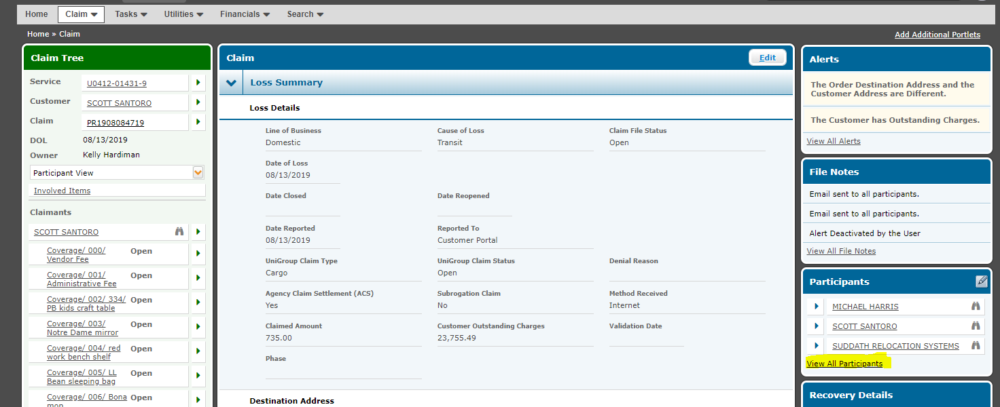 Home Claim Tasks Utilities Financials Search
Home » Claim
Add Additional Portlets
Claim Tree
Service U0412-01431-9
Customer SCOTT SANTORO
Claim PR1908084719
DOL 08/13/2019
Owner Kelly Hardiman
Participant View
Involved Items
Claimants
SCOTT SANTORO
Coverage/ 000/ Open
Vendor Fee
Coverage/ 001/ Open
Administrative Fee
Coverage/ 002/ 334/ Open
PB kids craft table
Coverage/ 003/ Open
Notre Dame mirror
Coverage/ 004/ red Open
work bench shelf
Coverage/ 005/ LL Open
Bean sleeping bag
Coverage/ 006/ Bona Open
mop
Claim Edit
Loss Summary
Loss Details
Line of Business Cause of Loss Claim File Status
Domestic Transit Open
Date of Loss
08/13/2019
Date Closed Date Reopened
Date Reported Reported To
08/13/2019 Customer Portal
UniGroup Claim Type UniGroup Claim Status Denial Reason
Cargo Open
Agency Claim Settlement (ACS) Subrogation Claim Method Received
Yes No Internet
Claimed Amount Customer Outstanding Charges Validation Date
735.00 23,755.49
Phase
Destination Address
Alerts
The Order Destination Address and the
Customer Address are Different.
The Customer has Outstanding Charges.
View All Alerts
File Notes
Email sent to all participants.
Email sent to all participants.
Alert Deactivated by the User
View All File Notes
Participants
MICHAEL HARRIS
SCOTT SANTORO
SUDDATH RELOCATION SYSTEMS
View All Participants
Recovery Details